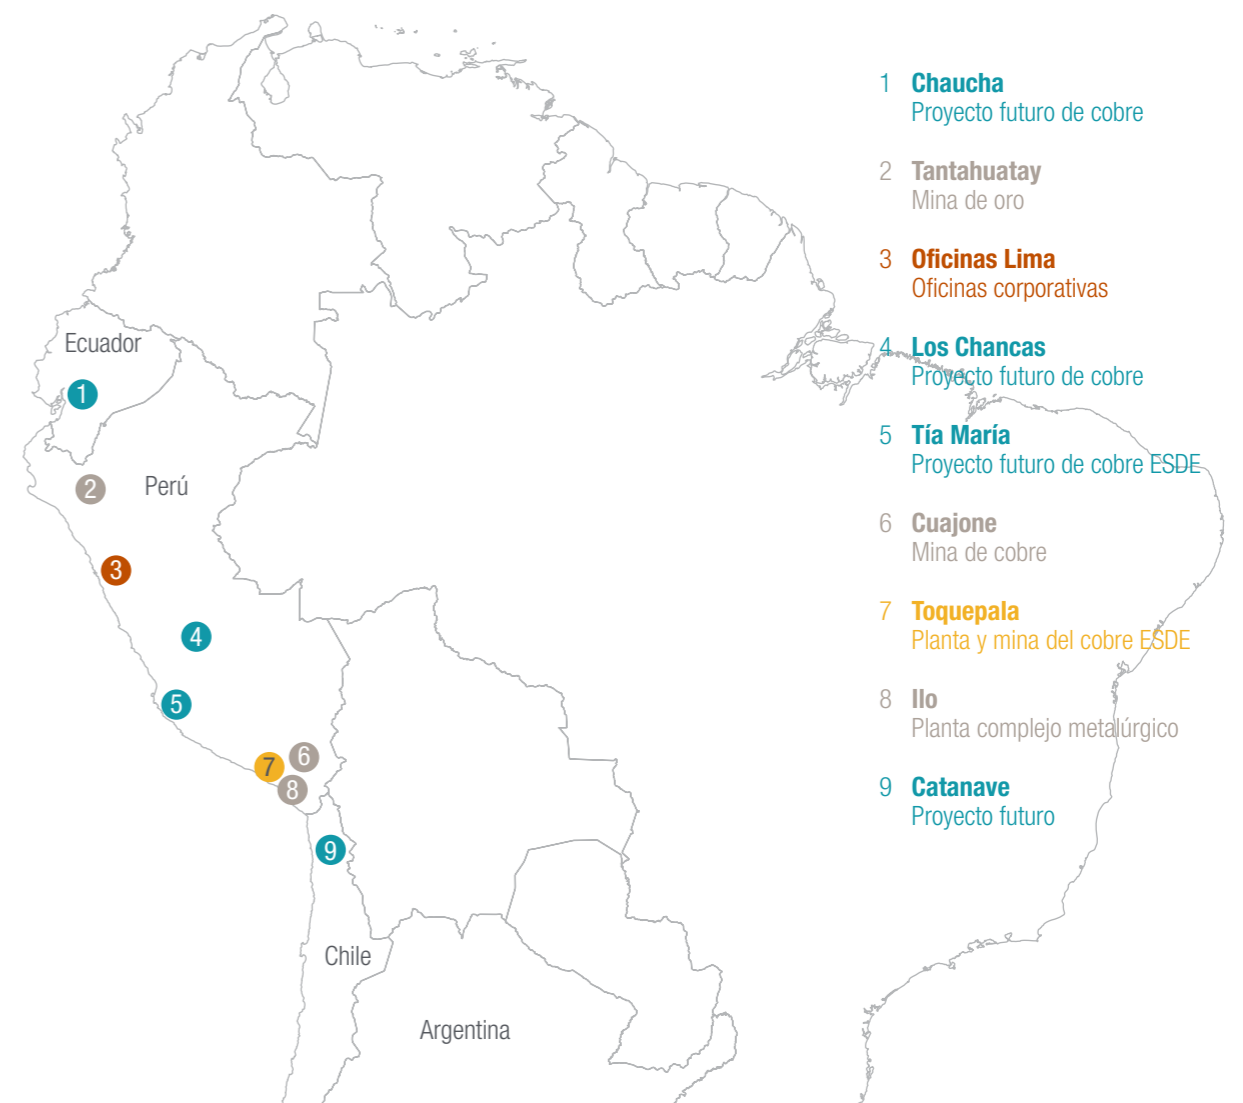 1 Chaucha
Proyecto futuro de cobre
2 Tantahuatay
Mina de oro
3 Oficinas Lima
Oficinas corporativas
4 Los Chancas
Proyecto futuro de cobre
5 Tía María
Proyecto futuro de cobre ESDE
6 Cuajone
Mina de cobre
7 Toquepala
Planta y mina del cobre ESDE
8 Ilo
Planta complejo metalúrgico
9 Catanave
Proyecto futuro
Ecuador
1
2
Perú
3
4
5
6
7
8
9
Chile
Argentina